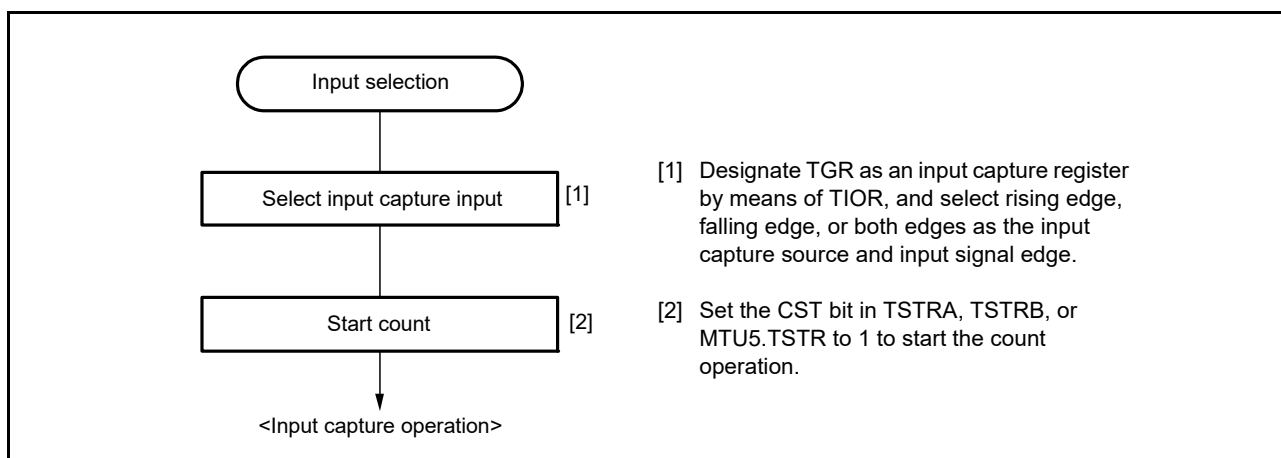 Input selection
Select input capture input
[1]
[1] Designate TGR as an input capture register
by means of TIOR, and select rising edge,
falling edge, or both edges as the input
capture source and input signal edge.
Start count
[2]
[2] Set the CST bit in TSTRA, TSTRB, or
MTU5.TSTR to 1 to start the count
operation.
<Input capture operation>